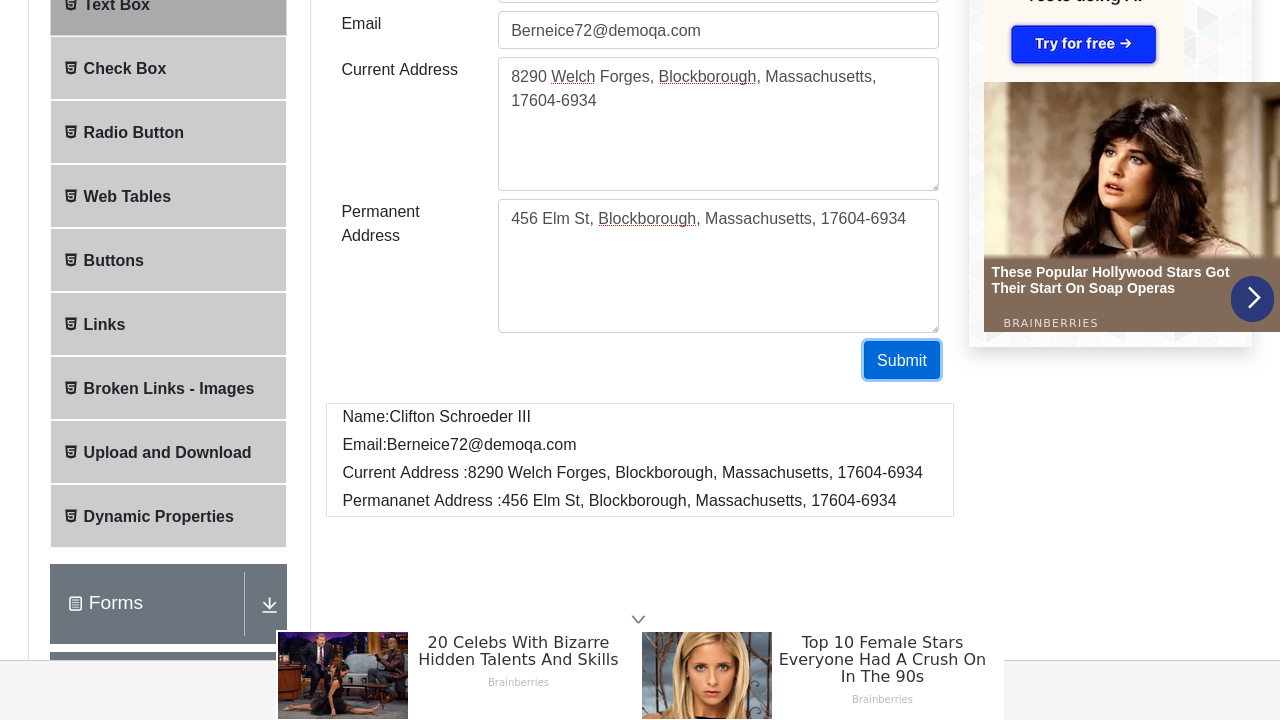 Text Box
Check Box
Radio Button
Web Tables
Buttons
Links
Broken Links - Images
Upload and Download
Dynamic Properties
Forms
Email
Berneice72@demoqa.com
Current Address
8290 Welch Forges, Blockborough, Massachusetts,
17604-6934
Permanent
Address
456 Elm St, Blockborough, Massachusetts, 17604-6934
Submit
Name:Clifton Schroeder III
Email:Berneice72@demoqa.com
Current Address :8290 Welch Forges, Blockborough, Massachusetts, 17604-6934
Permananet Address :456 Elm St, Blockborough, Massachusetts, 17604-6934
Try for free →
These Popular Hollywood Stars Got
Their Start On Soap Operas
BRAINBERRIES
20 Celebs With Bizarre
Hidden Talents And Skills
Brainberries
Top 10 Female Stars
Everyone Had A Crush On
In The 90s
Brainberries